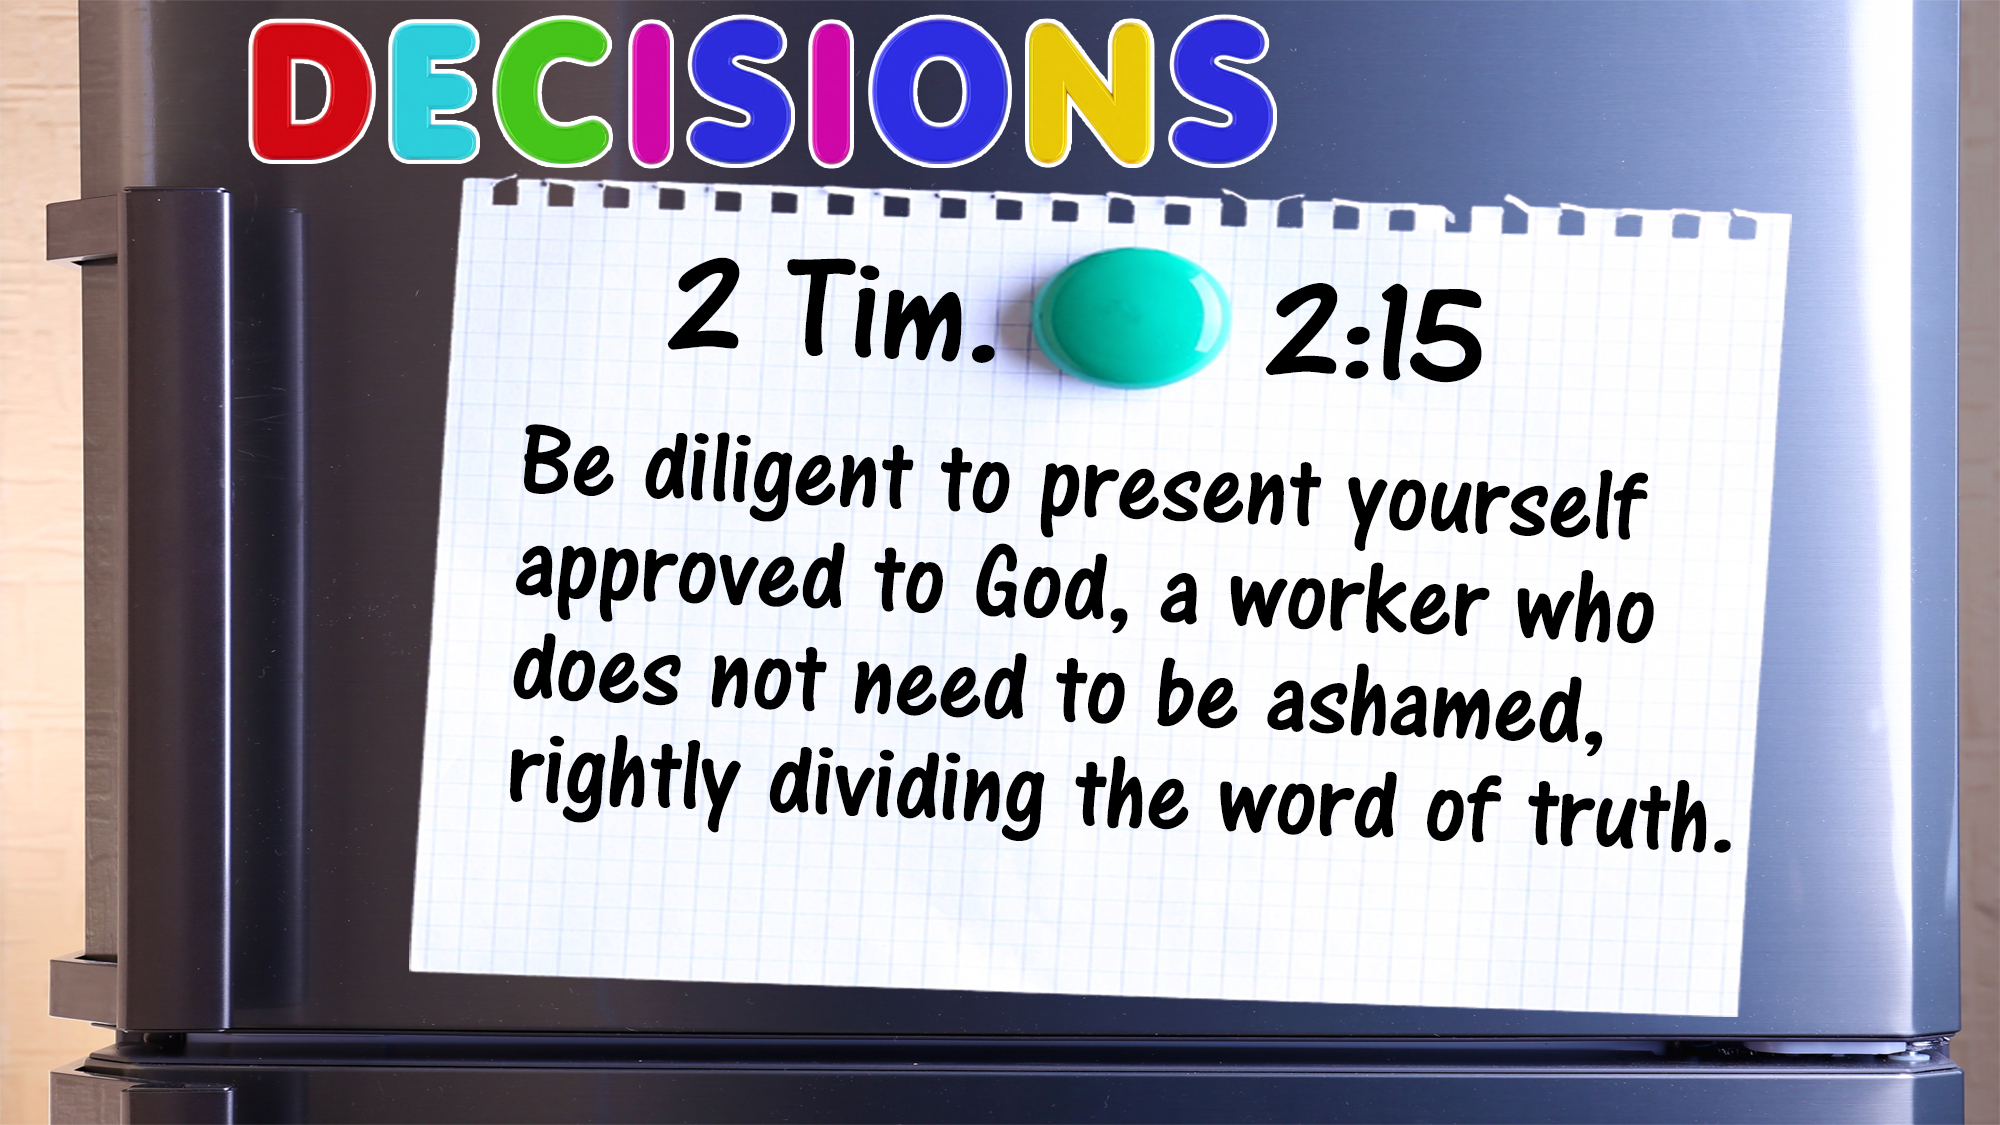 DECISIONS
2 Tim. 2:15
Be diligent to present yourself
approved to God, a worker who
does not need to be ashamed,
rightly dividing the word of truth.